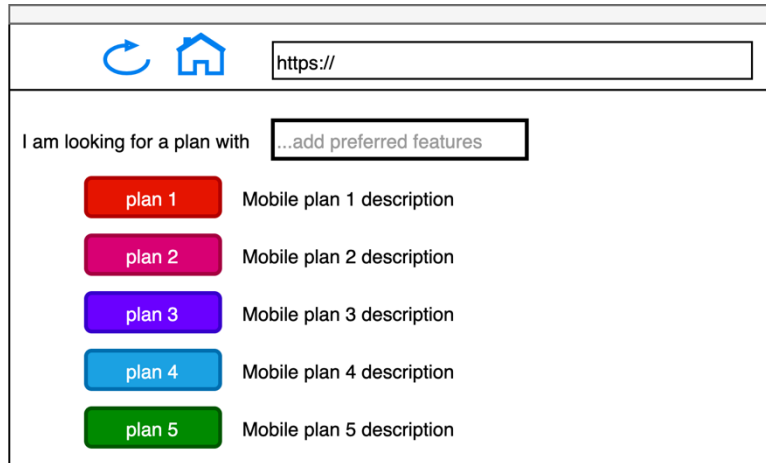 https://
I am looking for a plan with ...add preferred features
plan 1 Mobile plan 1 description
plan 2 Mobile plan 2 description
plan 3 Mobile plan 3 description
plan 4 Mobile plan 4 description
plan 5 Mobile plan 5 description